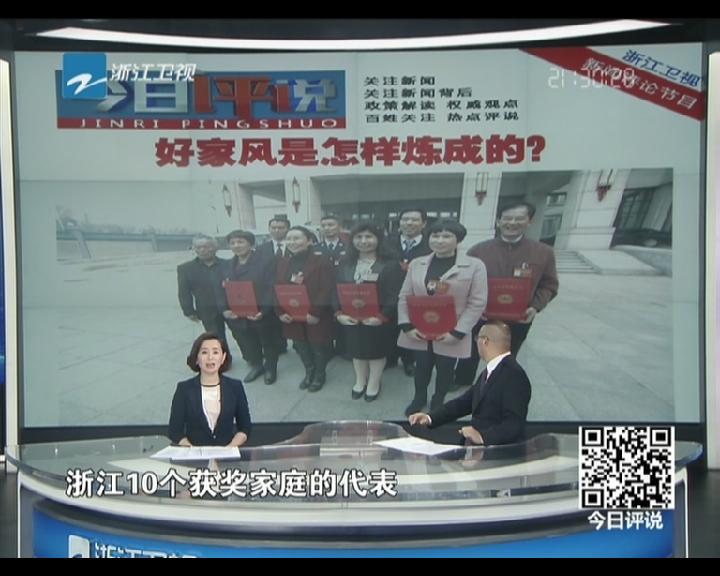 浙江卫视
今日评说
JINRI PINGSHUO
关注新闻
关注新闻背后
政策解读 权威观点
百姓关注 热点评说
浙江卫视
新闻评论节目
21:30:28
好家风是怎样炼成的?
浙江10个获奖家庭的代表
今日评说
浙江卫视